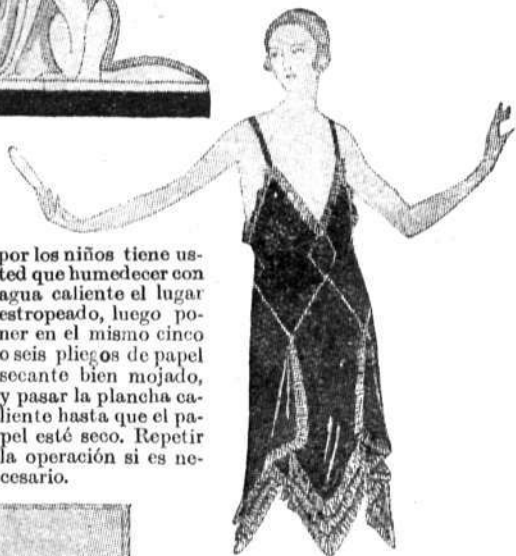 por los niños tiene us-
ted que humedecer con
agua caliente el lugar
estropeado, luego po-
ner en el mismo cinco
o seis pliegos de papel
secante bien mojado,
y pasar la plancha ca-
liente hasta que el pa-
pel esté seco. Repetir
la operación si es ne-
cesario.